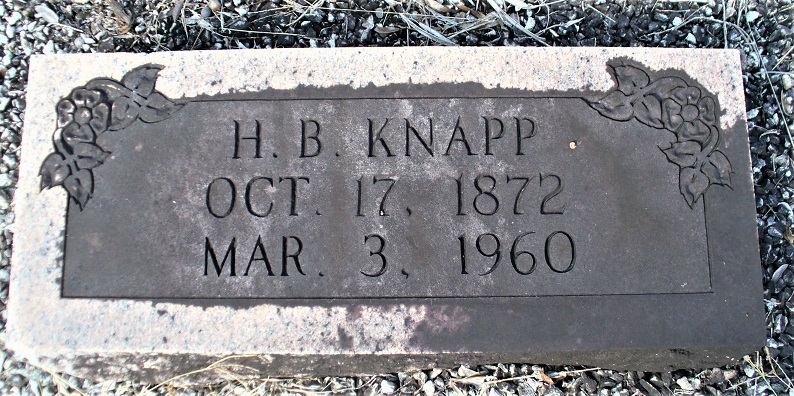 H. B. KNAPP
OCT. 17, 1872
MAR. 3, 1960